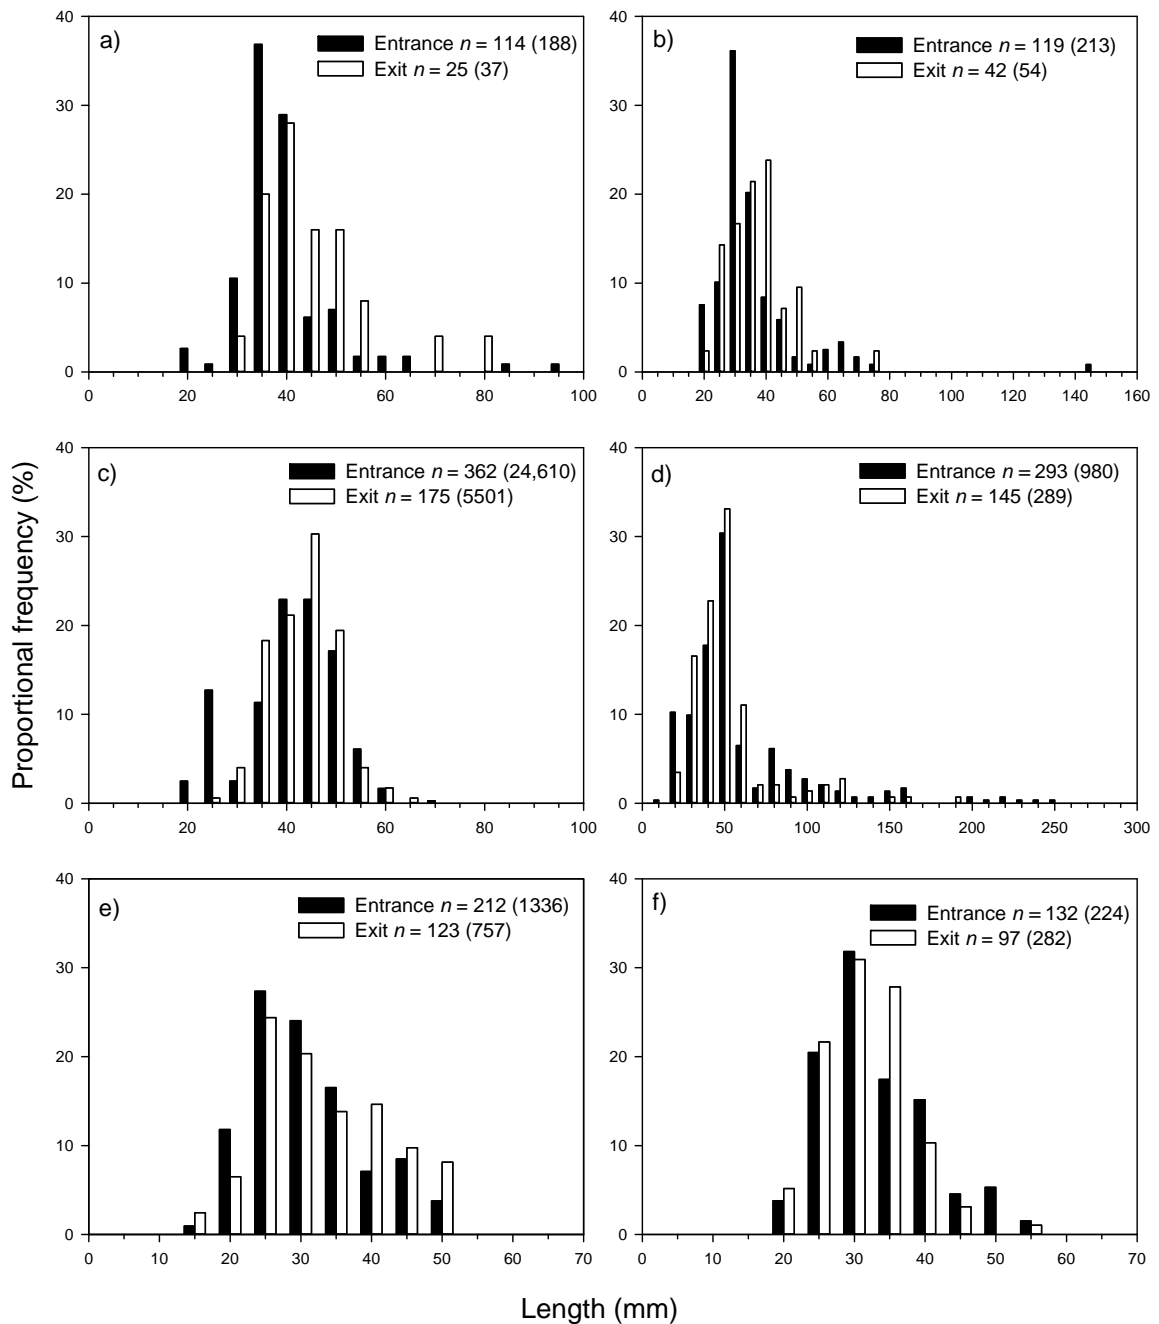 a)
Entrance n = 114 (188)
Exit n = 25 (37)
40
30
20
10
0
0 20 40 60 80 100
b)
Entrance n = 119 (213)
Exit n = 42 (54)
40
30
20
10
0
0 20 40 60 80 100 120 140 160
c)
Entrance n = 362 (24,610)
Exit n = 175 (5501)
40
30
20
10
0
0 20 40 60 80 100
d)
Entrance n = 293 (980)
Exit n = 145 (289)
40
30
20
10
0
0 50 100 150 200 250 300
e)
Entrance n = 212 (1336)
Exit n = 123 (757)
40
30
20
10
0
0 10 20 30 40 50 60 70
f)
Entrance n = 132 (224)
Exit n = 97 (282)
40
30
20
10
0
0 10 20 30 40 50 60 70
Proportional frequency (%)
Length (mm)